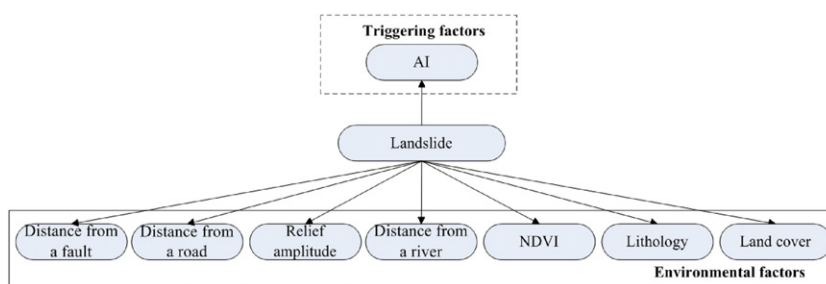 Triggering factors
AI
Landslide
Distance from
a fault
Distance from
a road
Relief
amplitude
Distance from
a river
NDVI
Lithology
Land cover
Environmental factors